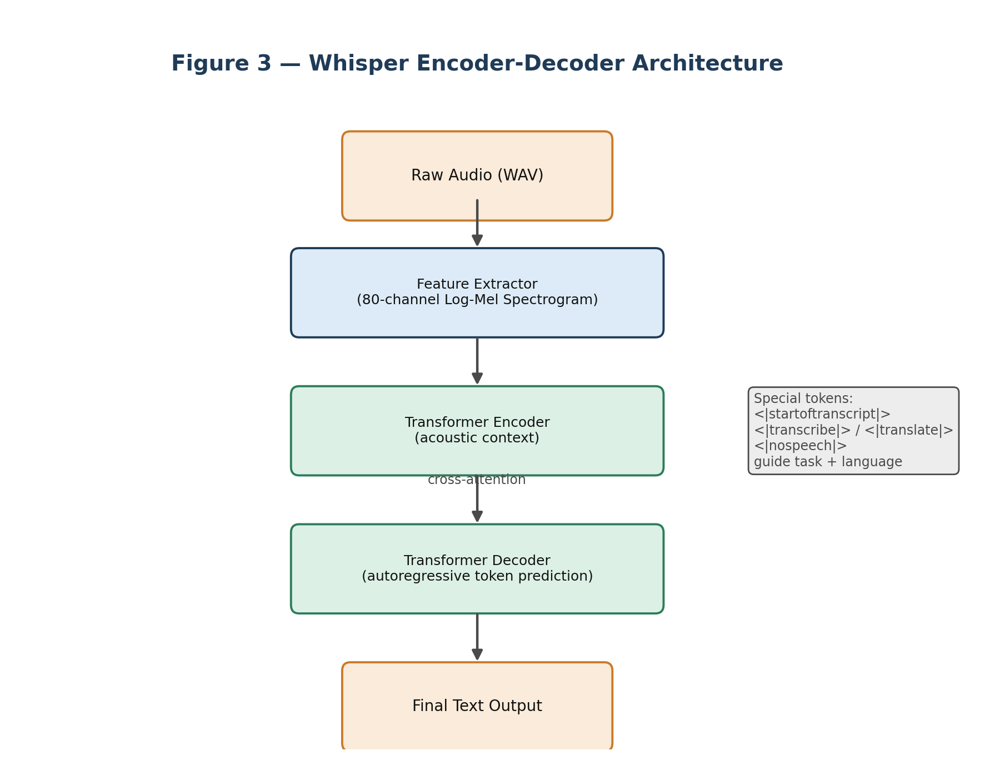 Figure 3 — Whisper Encoder-Decoder Architecture
Raw Audio (WAV)
Feature Extractor
(80-channel Log-Mel Spectrogram)
Transformer Encoder
(acoustic context)
Special tokens:
<|startoftranscript|>
<|transcribe|> / <|translate|>
<|nospeech|>
guide task + language
cross-attention
Transformer Decoder
(autoregressive token prediction)
Final Text Output